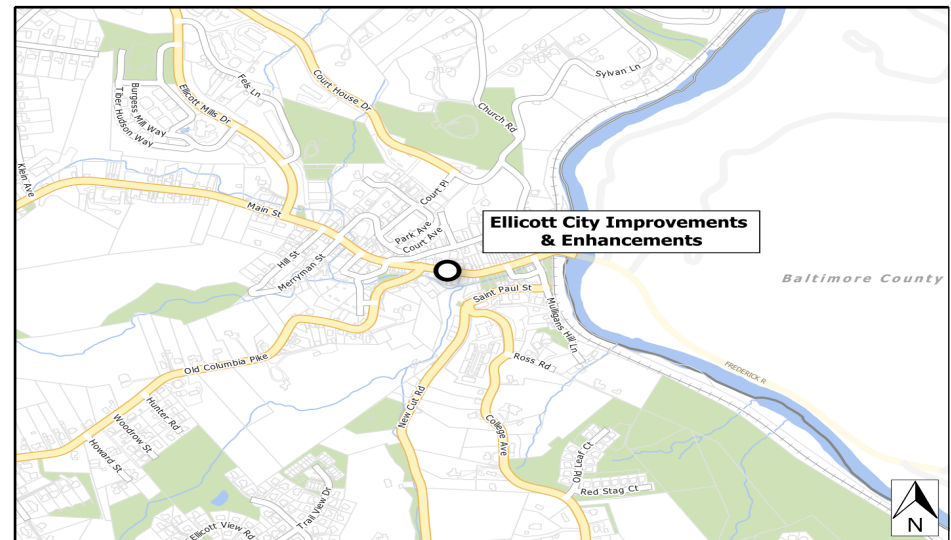 Sylvan Ln
Fels Ln
Court House Dr
Ellicott Mills Dr
Burgess Mill Way
Tiber Hudson Way
Church Rd
Klein Ave
Court Pl
Main St
Ellicott City Improvements
& Enhancements
Park Ave
Court Ave
Hill St
Merryman St
Baltimore County
Saint Paul St
Mulligans Hill Ln
Old Columbia Pike
Ross Rd
FREDERICK R
New Cut Rd
Hunter Rd
Woodrow St
College Ave
Howard St
Old Leaf Ct
Red Stag Ct
Trail View Dr
Ellicott View Rd
N